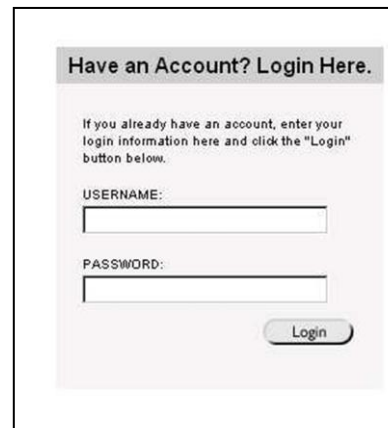 Have an Account? Login Here.
If you already have an account, enter your
login information here and click the "Login"
button below.
USERNAME:
PASSWORD:
Login